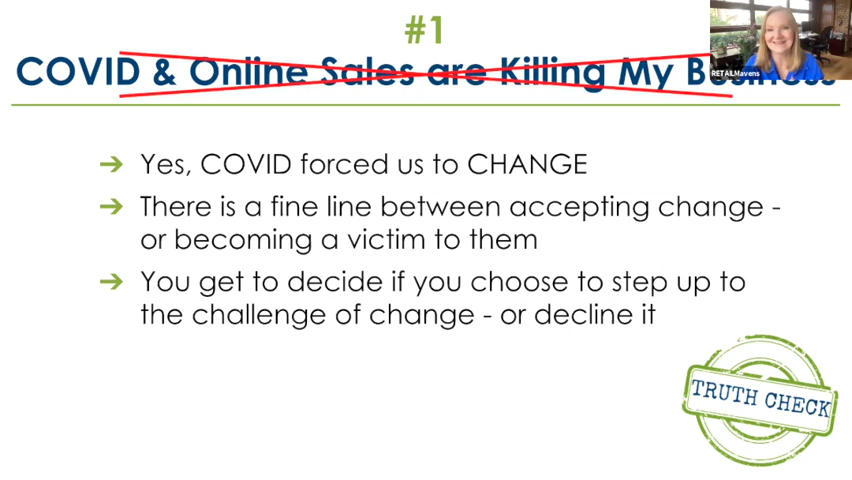 #1
COVID & Online Sales are Killing My Business
RETAILMavens
➔ Yes, COVID forced us to CHANGE
➔ There is a fine line between accepting change -
or becoming a victim to them
➔ You get to decide if you choose to step up to
the challenge of change - or decline it
TRUTH CHECK